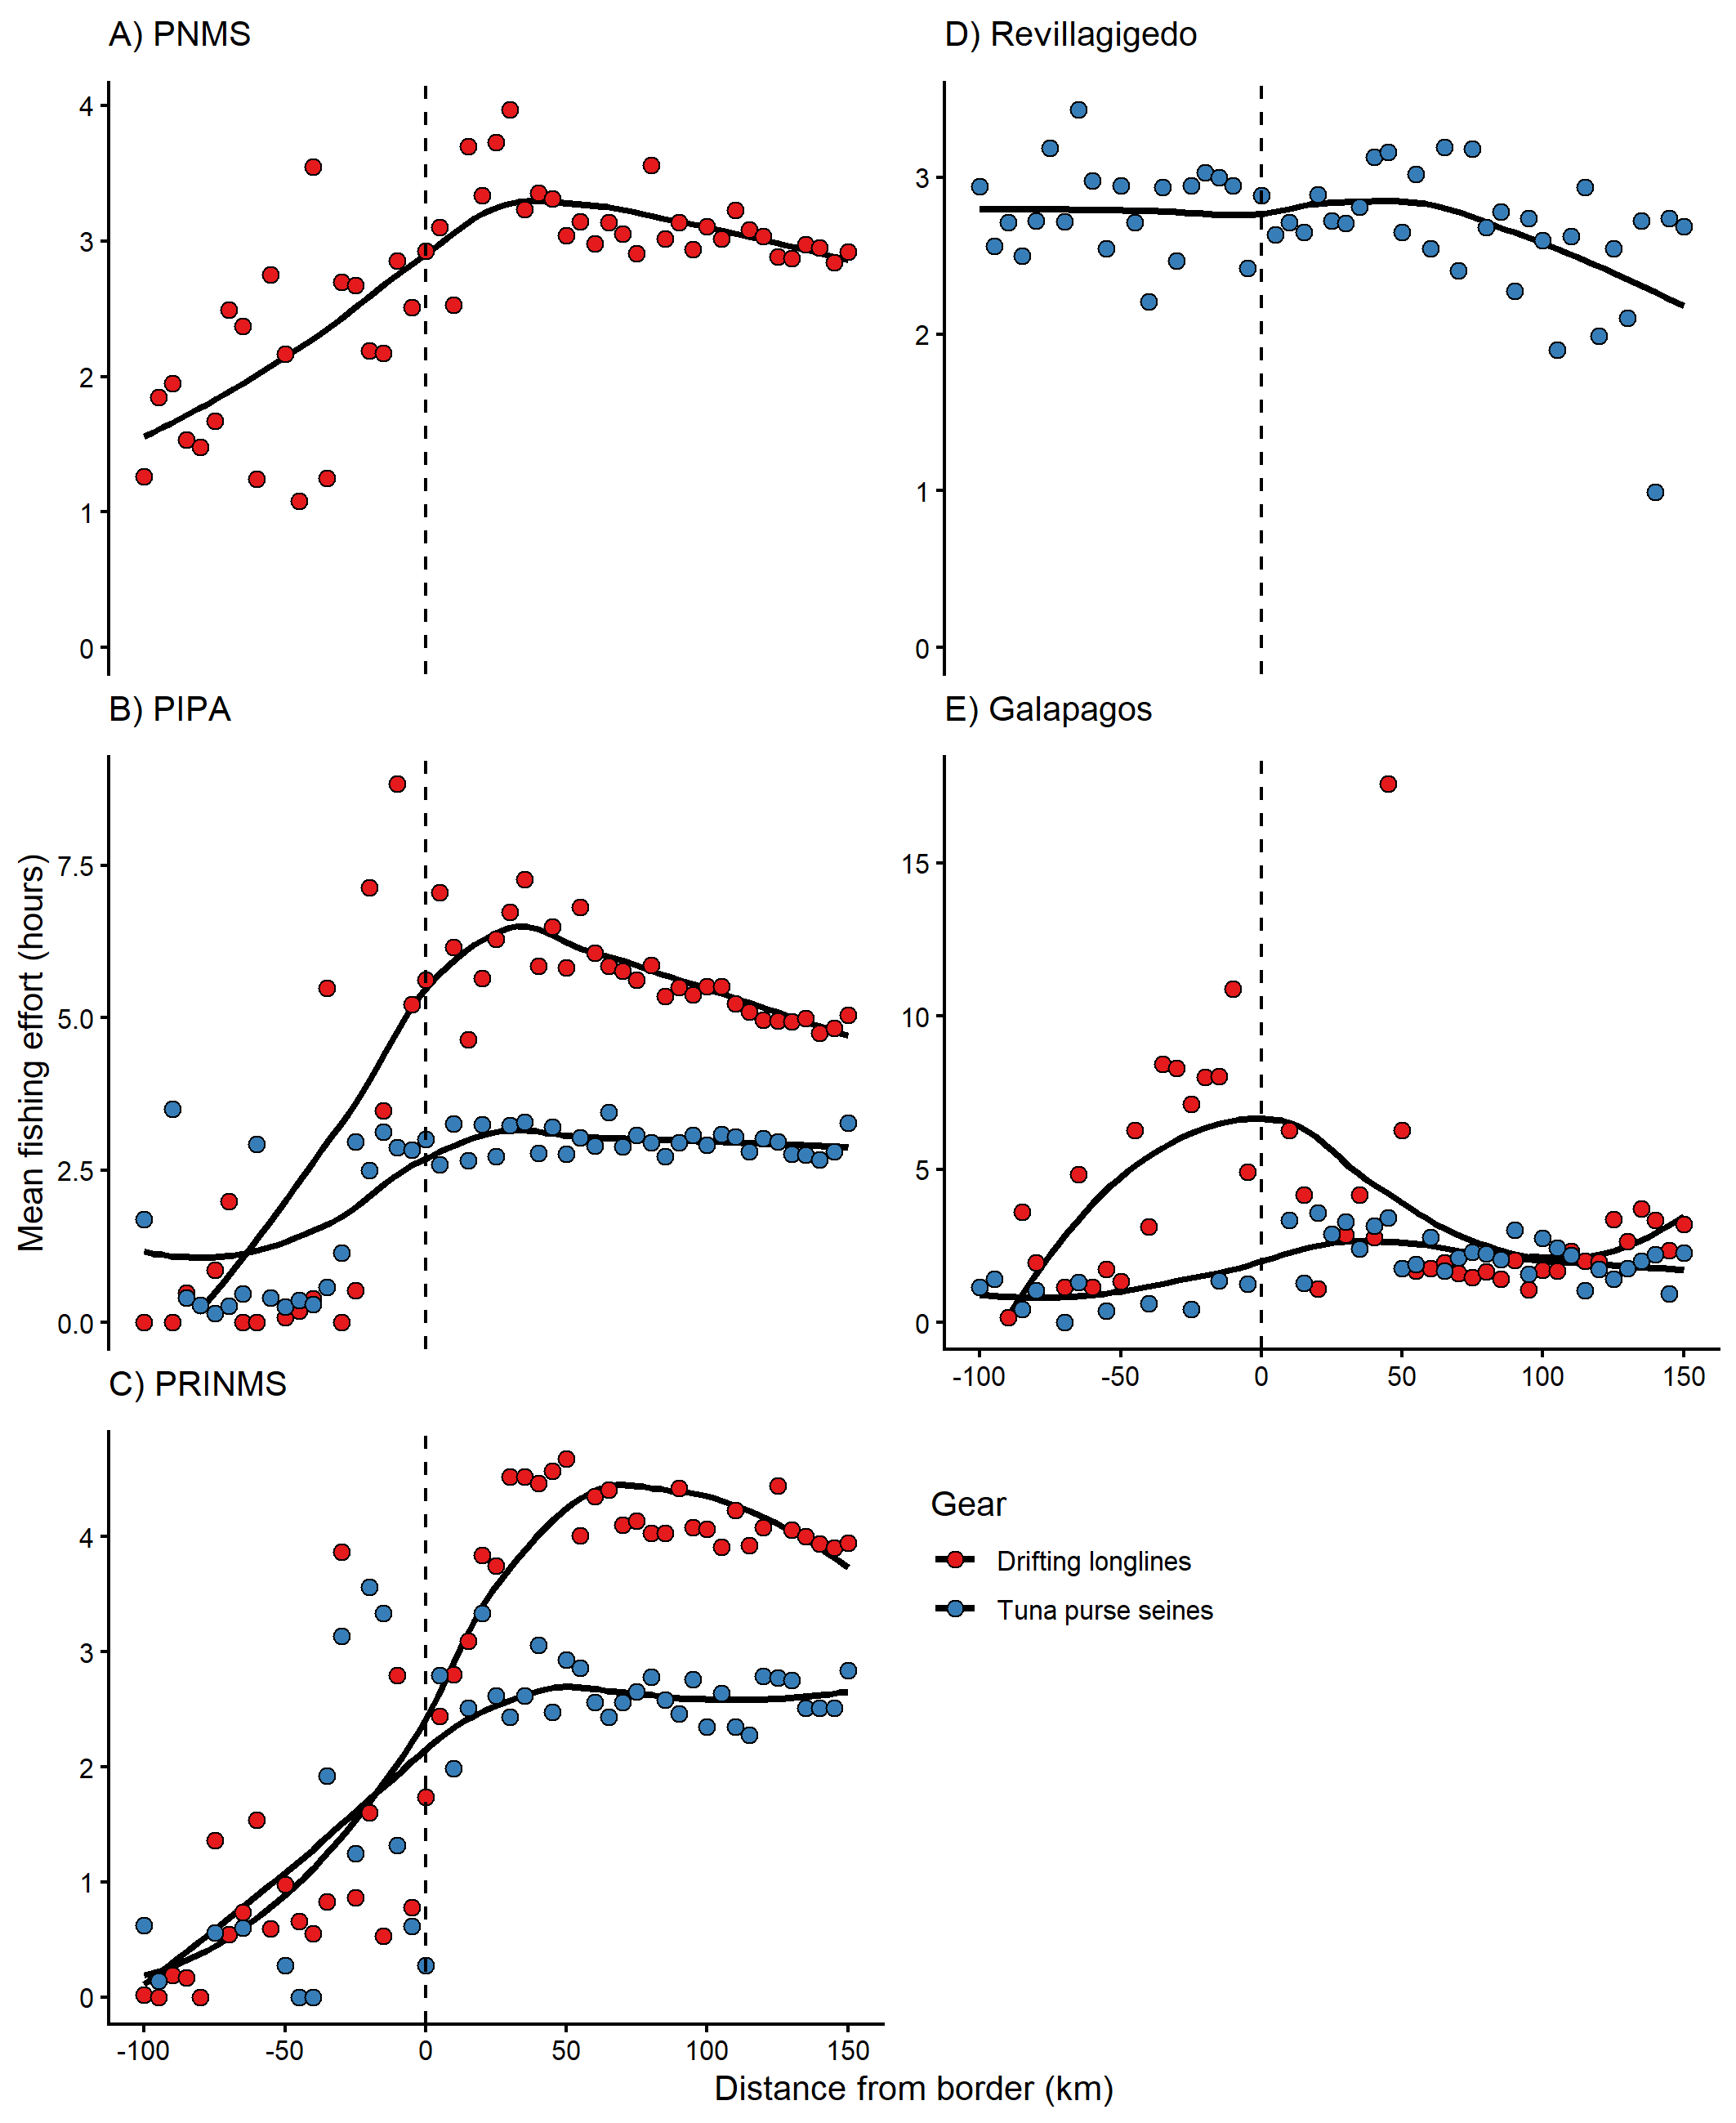 A) PNMS
4
3
2
1
0
D) Revillagigedo
3
2
1
0
B) PIPA
7.5
5.0
2.5
0.0
E) Galapagos
15
10
5
0
-100 -50 0 50 100 150
C) PRINMS
4
3
2
1
0
-100 -50 0 50 100 150
Gear
Drifting longlines
Tuna purse seines
Mean fishing effort (hours)
Distance from border (km)